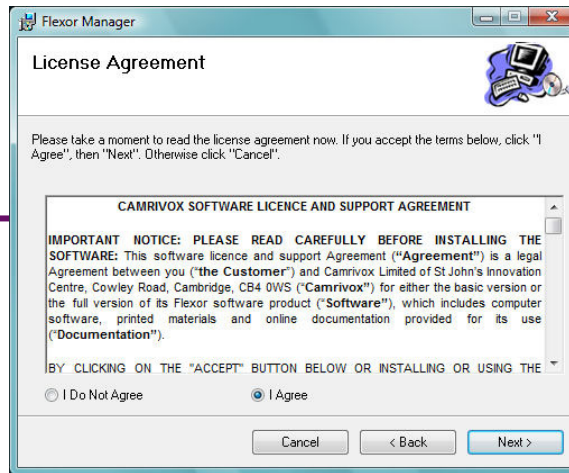 Flexor Manager
License Agreement
Please take a moment to read the license agreement now. If you accept the terms below, click "I
Agree", then "Next". Otherwise click "Cancel".
CAMRIVOX SOFTWARE LICENCE AND SUPPORT AGREEMENT
IMPORTANT NOTICE: PLEASE READ CAREFULLY BEFORE INSTALLING THE
SOFTWARE: This software licence and support Agreement ("Agreement") is a legal
Agreement between you ("the Customer") and Camrivox Limited of St John's Innovation
Centre, Cowley Road, Cambridge, CB4 0WS ("Camrivox") for either the basic version or
the full version of its Flexor software product ("Software"), which includes computer
software, printed materials and online documentation provided for its use
("Documentation").
BY CLICKING ON THE "ACCEPT" BUTTON BELOW OR INSTALLING OR USING THE
I Do Not Agree
I Agree
Cancel
< Back
Next >